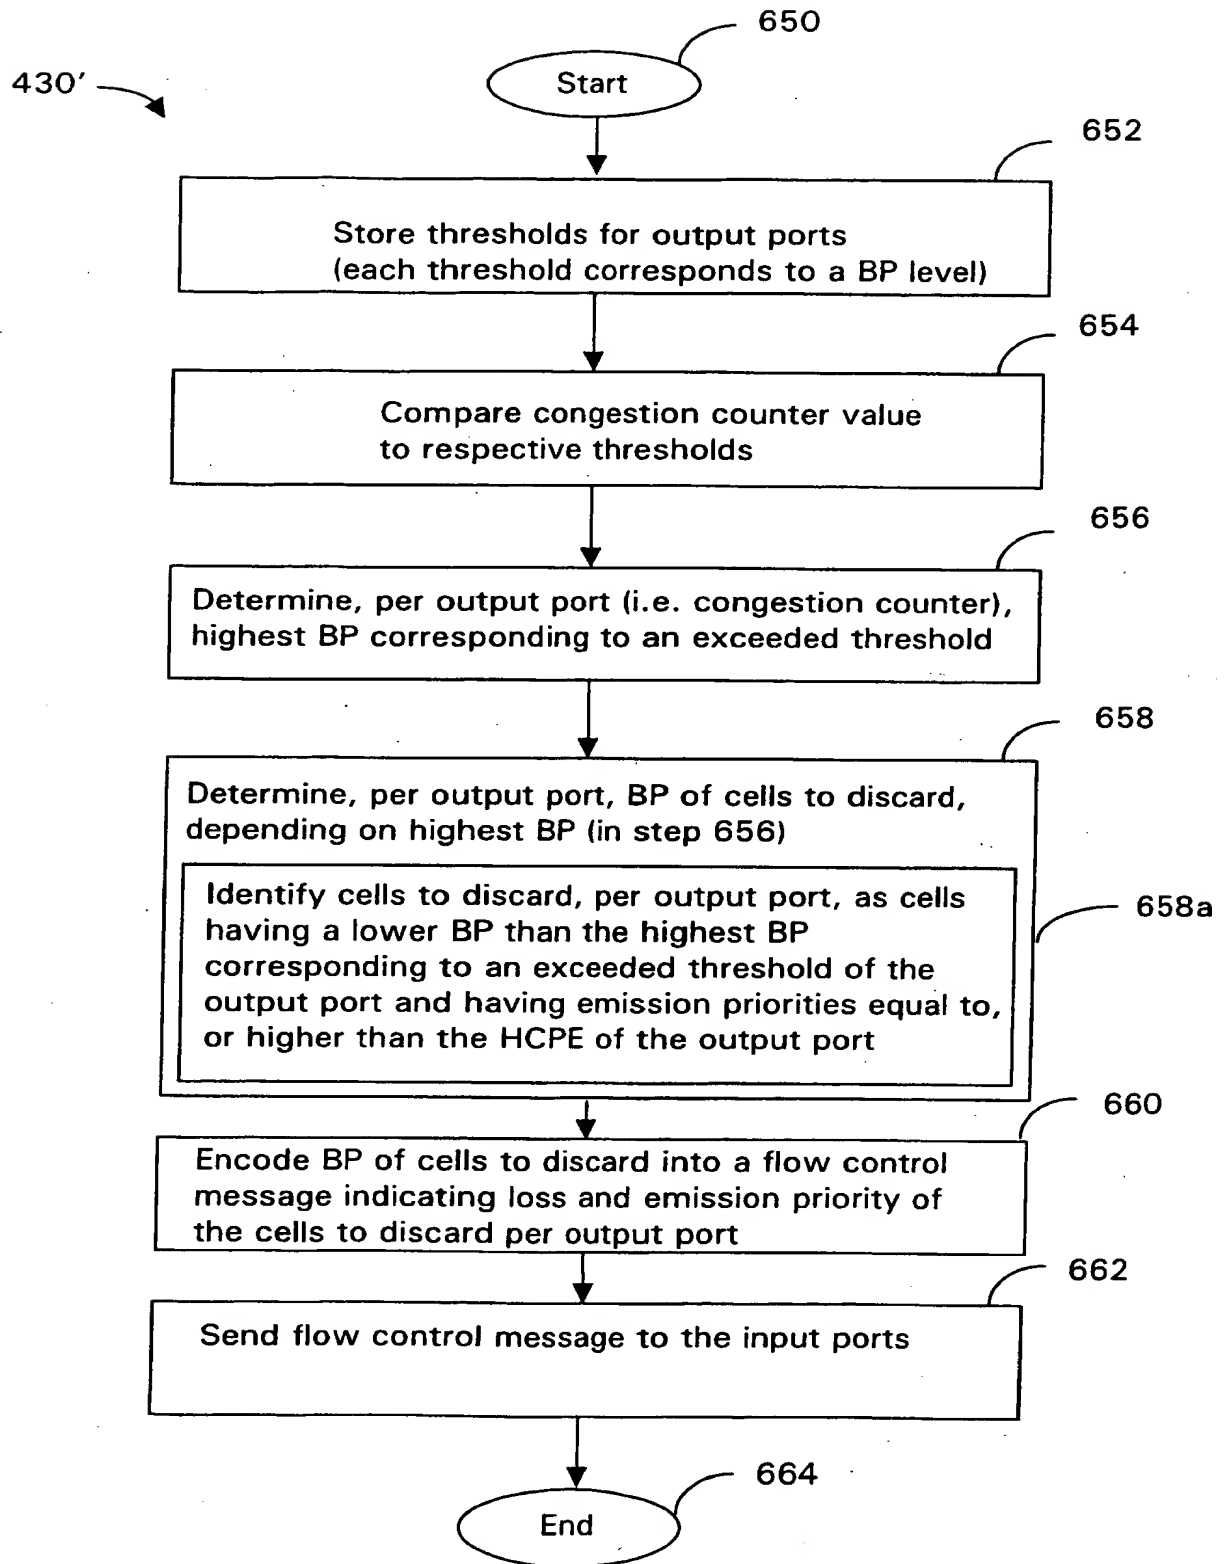 650
430'
Start
652
Store thresholds for output ports
(each threshold corresponds to a BP level)
654
Compare congestion counter value
to respective thresholds
656
Determine, per output port (i.e. congestion counter),
highest BP corresponding to an exceeded threshold
658
Determine, per output port, BP of cells to discard,
depending on highest BP (in step 656)
658a
Identify cells to discard, per output port, as cells
having a lower BP than the highest BP
corresponding to an exceeded threshold of the
output port and having emission priorities equal to,
or higher than the HCPE of the output port
660
Encode BP of cells to discard into a flow control
message indicating loss and emission priority of
the cells to discard per output port
662
Send flow control message to the input ports
664
End